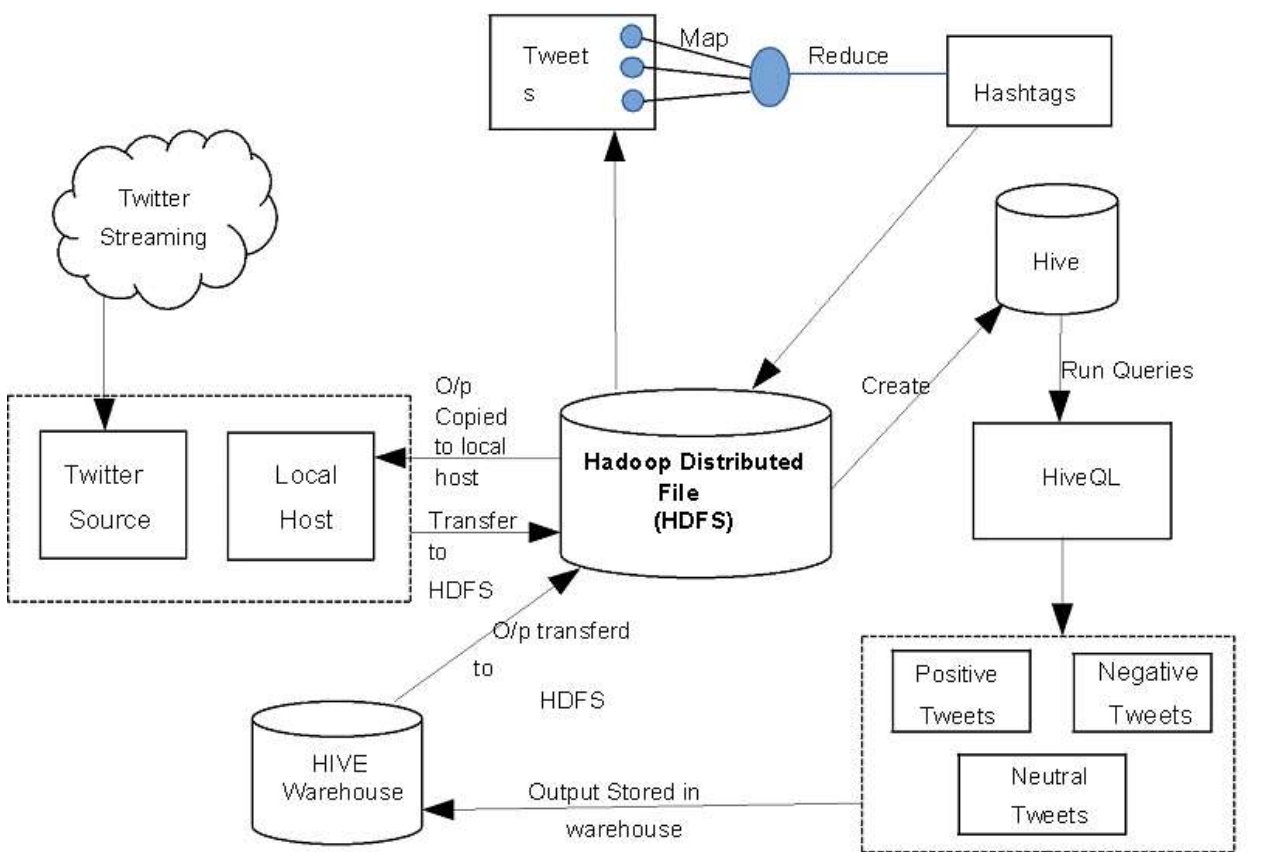 Tweet
s
Map
Reduce
Hashtags
Twitter
Streaming
Hive
Run Queries
Create
O/p
Copied
to local
host
Hadoop Distributed
File
(HDFS)
Twitter
Source
Local
Host
Transfer
to
HDFS
HiveQL
O/p transferd
to
HDFS
Positive
Tweets
Negative
Tweets
Neutral
Tweets
HIVE
Warehouse
Output Stored in
warehouse